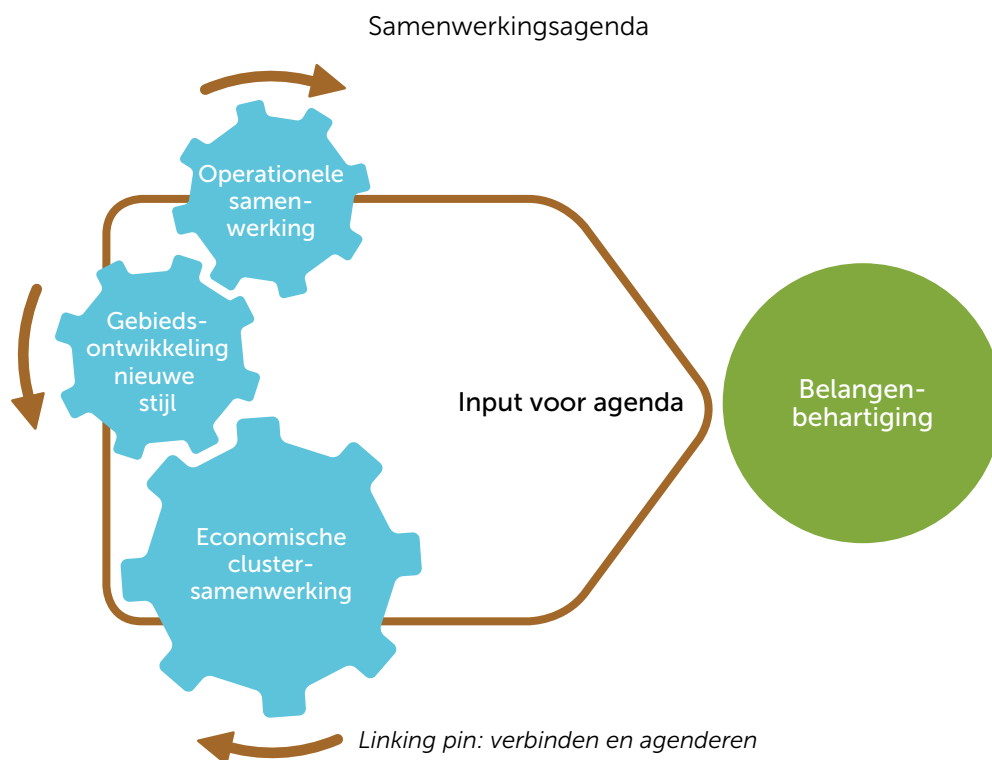 Samenwerkingsagenda
Operationele
samen-
werking
Gebieds-
ontwikkeling
nieuwe
stijl
Input voor agenda
Belangen-
behartiging
Economische
cluster-
samenwerking
Linking pin: verbinden en agenderen